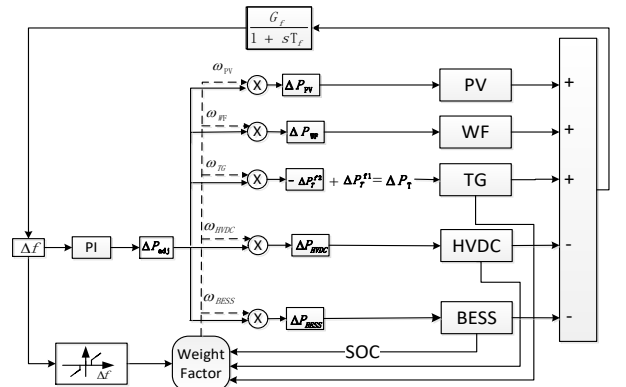 G_f
1 + sT_f
ω_PV
X
ΔP_PV
PV
+
ω_WF
X
ΔP_WF
WF
+
ω_TG
X
- ΔP_T^f2 + ΔP_T^f1 = ΔP_T
TG
+
Δf
PI
ΔP_adj
ω_HVDC
X
ΔP_HVDC
HVDC
-
ω_BESS
X
ΔP_BESS
BESS
-
Δf
Weight
Factor
SOC